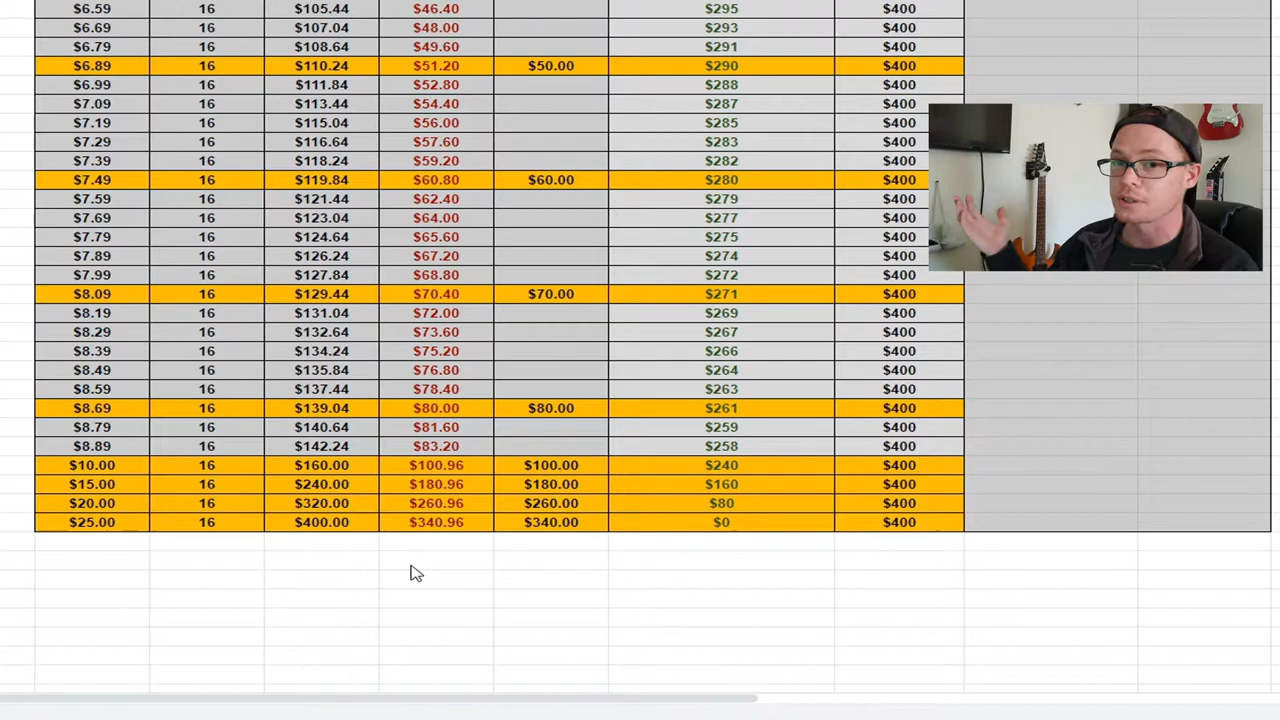 $6.59 16 $105.44 $46.40 $295 $400
$6.69 16 $107.04 $48.00 $293 $400
$6.79 16 $108.64 $49.60 $291 $400
$6.89 16 $110.24 $51.20 $50.00 $290 $400
$6.99 16 $111.84 $52.80 $288 $400
$7.09 16 $113.44 $54.40 $287 $400
$7.19 16 $115.04 $56.00 $285 $400
$7.29 16 $116.64 $57.60 $283 $400
$7.39 16 $118.24 $59.20 $282 $400
$7.49 16 $119.84 $60.80 $60.00 $280 $400
$7.59 16 $121.44 $62.40 $279 $400
$7.69 16 $123.04 $64.00 $277 $400
$7.79 16 $124.64 $65.60 $275 $400
$7.89 16 $126.24 $67.20 $274 $400
$7.99 16 $127.84 $68.80 $272 $400
$8.09 16 $129.44 $70.40 $70.00 $271 $400
$8.19 16 $131.04 $72.00 $269 $400
$8.29 16 $132.64 $73.60 $267 $400
$8.39 16 $134.24 $75.20 $266 $400
$8.49 16 $135.84 $76.80 $264 $400
$8.59 16 $137.44 $78.40 $263 $400
$8.69 16 $139.04 $80.00 $80.00 $261 $400
$8.79 16 $140.64 $81.60 $259 $400
$8.89 16 $142.24 $83.20 $258 $400
$10.00 16 $160.00 $100.96 $100.00 $240 $400
$15.00 16 $240.00 $180.96 $180.00 $160 $400
$20.00 16 $320.00 $260.96 $260.00 $80 $400
$25.00 16 $400.00 $340.96 $340.00 $0 $400